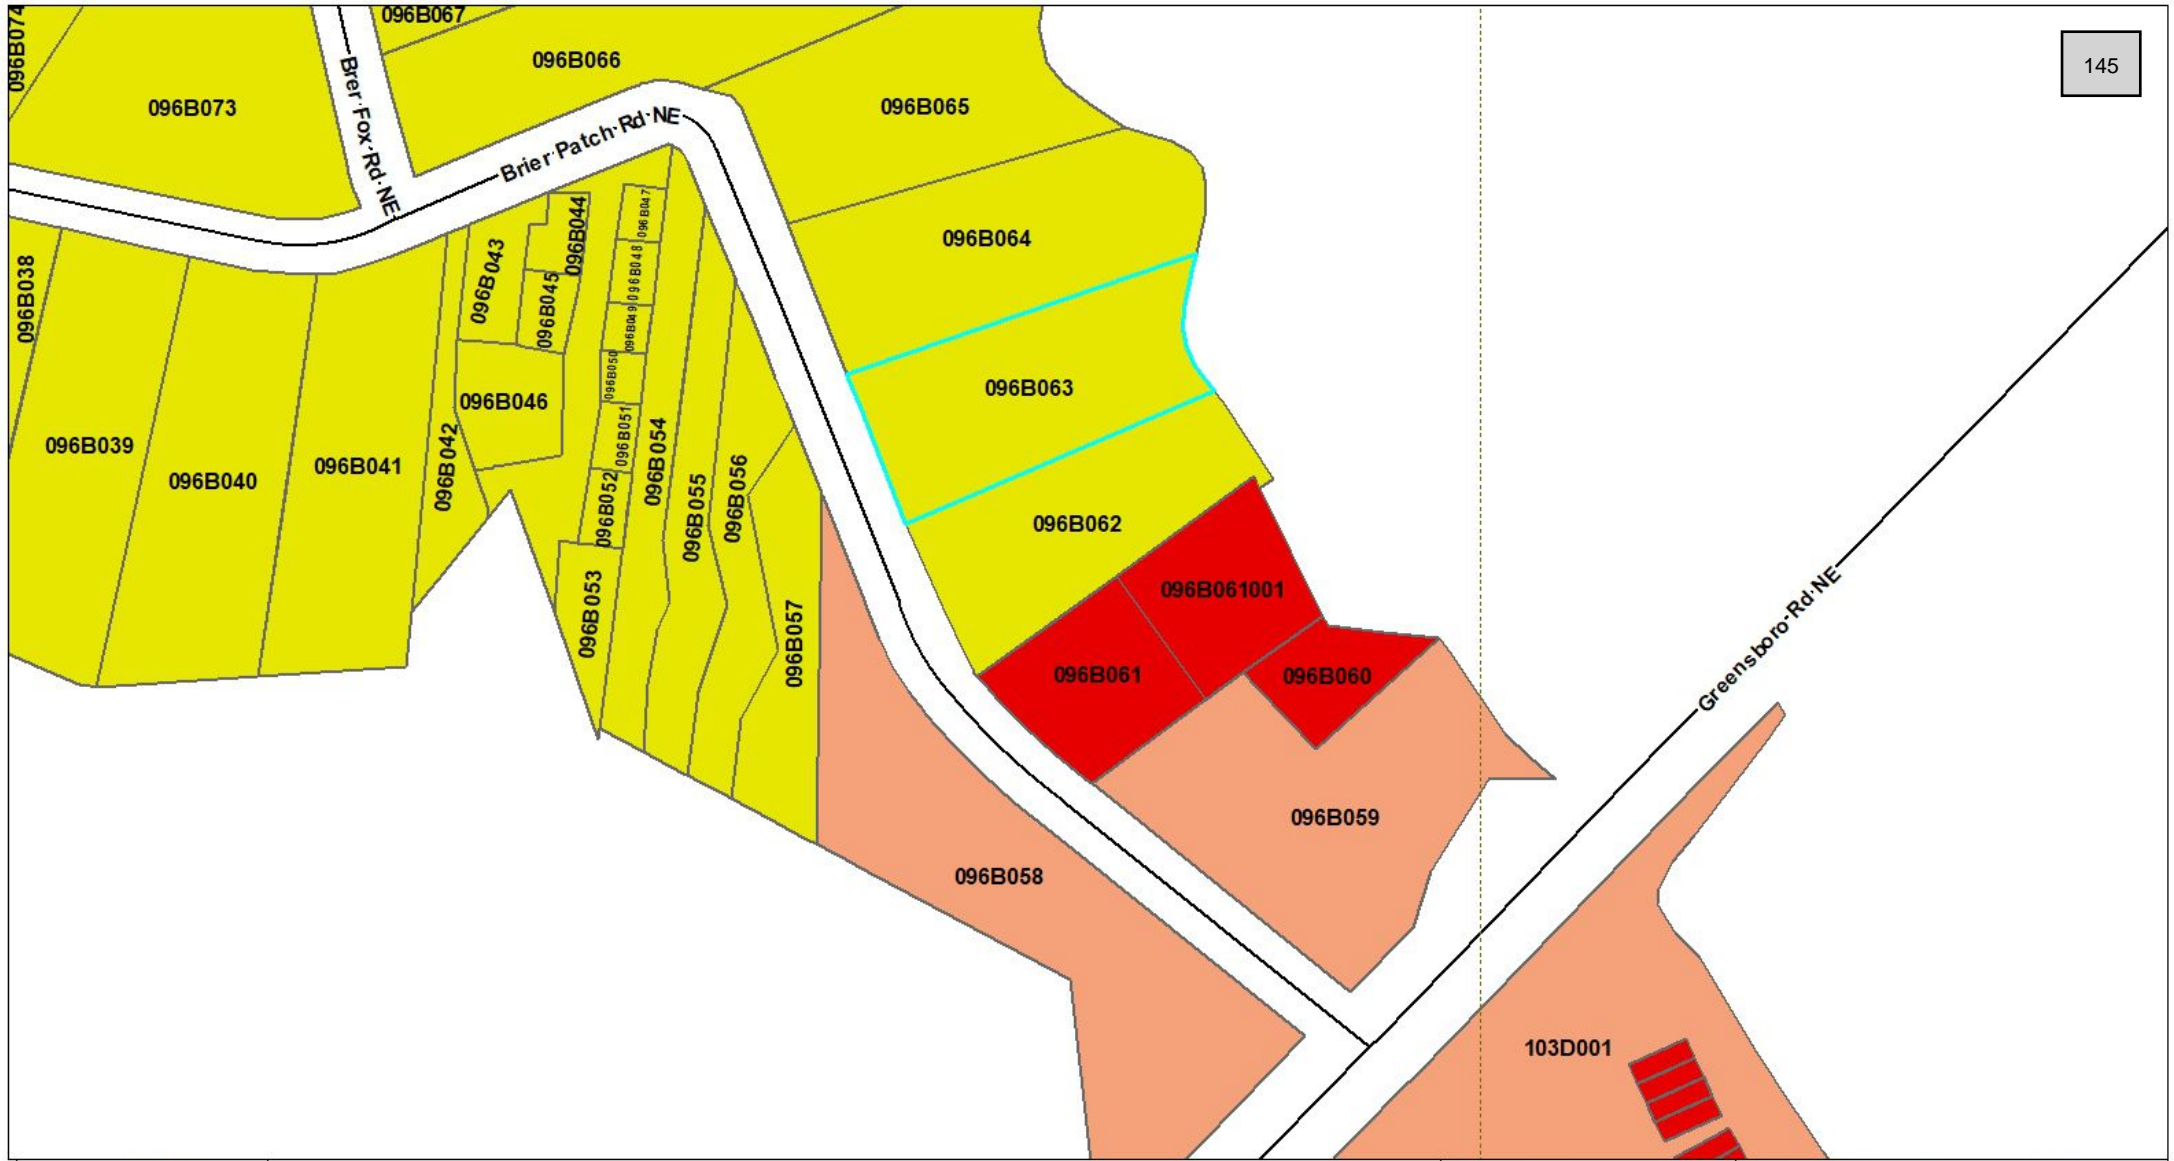 096B074
096B067
096B066
145
096B073
Brer Fox Rd NE
Brier Patch Rd NE
096B065
096B064
096B038
096B043
096B044
096B045
096B047
096B048
096B049
096B050
096B051
096B052
096B053
096B046
096B063
096B039
096B040
096B041
096B042
096B054
096B055
096B056
096B057
096B062
096B061001
096B061
096B060
Greensboro Rd NE
096B059
096B058
103D001